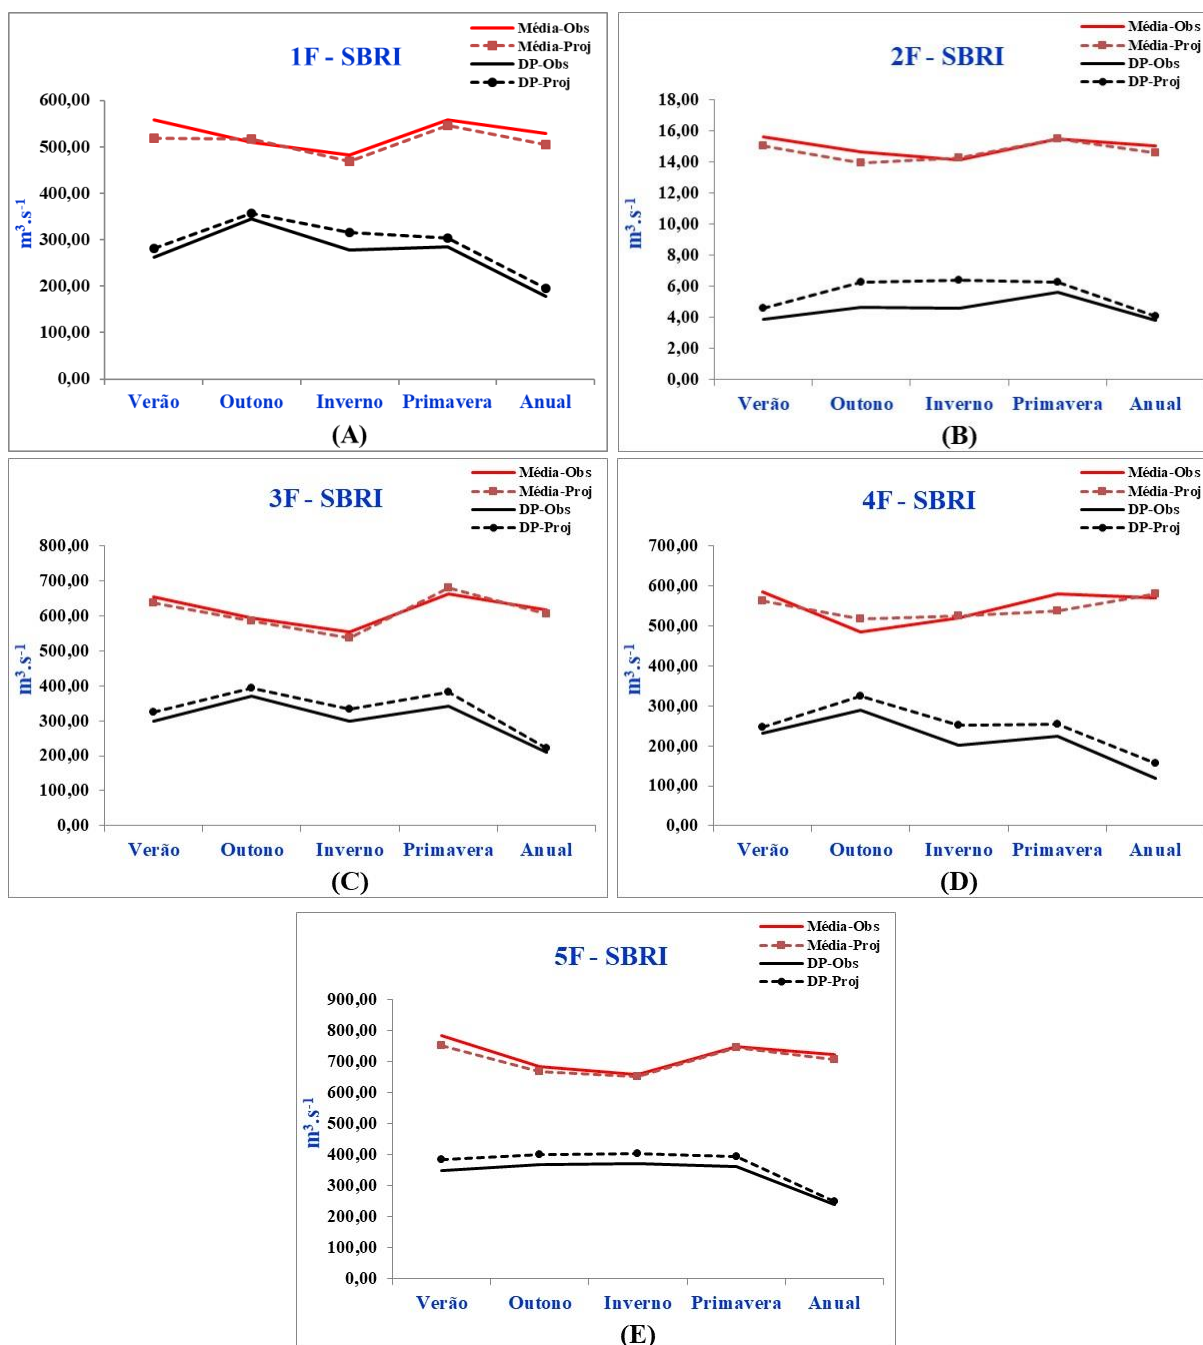 1F - SBRI
Média-Obs
Média-Proj
DP-Obs
DP-Proj
m³.s⁻¹
600,00
500,00
400,00
300,00
200,00
100,00
0,00
Verão Outono Inverno Primavera Anual
(A)
2F - SBRI
Média-Obs
Média-Proj
DP-Obs
DP-Proj
m³.s⁻¹
18,00
16,00
14,00
12,00
10,00
8,00
6,00
4,00
2,00
0,00
Verão Outono Inverno Primavera Anual
(B)
3F - SBRI
Média-Obs
Média-Proj
DP-Obs
DP-Proj
m³.s⁻¹
800,00
700,00
600,00
500,00
400,00
300,00
200,00
100,00
0,00
Verão Outono Inverno Primavera Anual
(C)
4F - SBRI
Média-Obs
Média-Proj
DP-Obs
DP-Proj
m³.s⁻¹
700,00
600,00
500,00
400,00
300,00
200,00
100,00
0,00
Verão Outono Inverno Primavera Anual
(D)
5F - SBRI
Média-Obs
Média-Proj
DP-Obs
DP-Proj
m³.s⁻¹
900,00
800,00
700,00
600,00
500,00
400,00
300,00
200,00
100,00
0,00
Verão Outono Inverno Primavera Anual
(E)